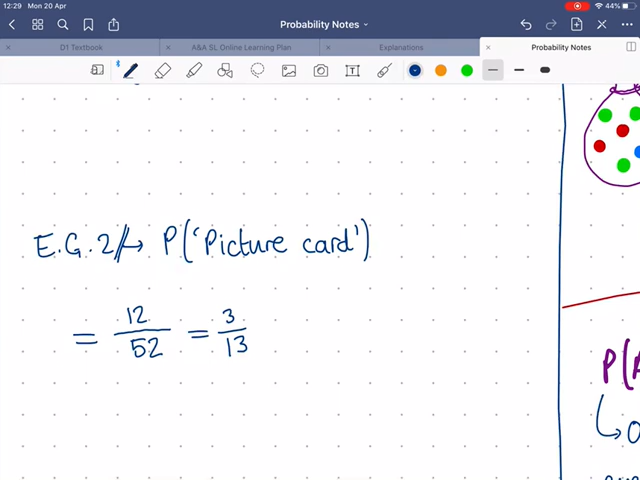 12:29 Mon 20 Apr 44%
Probability Notes
D1 Textbook A&A SL Online Learning Plan Explanations Probability Notes
E.G.2// → P('Picture card')
= 12/52 = 3/13
P(A